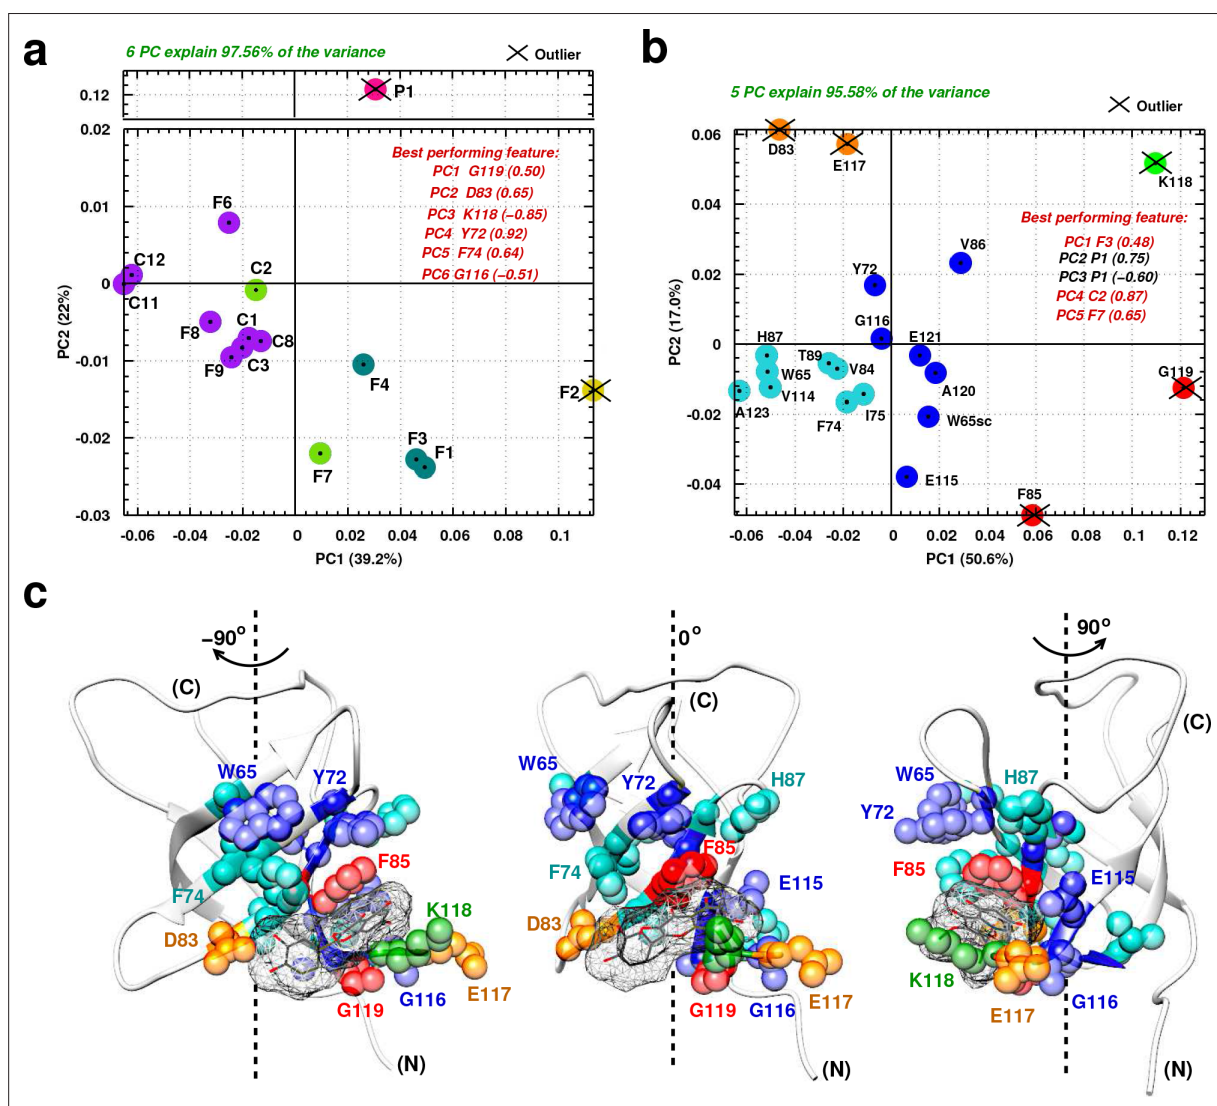 a
6 PC explain 97.56% of the variance
Outlier
P1
0.12
0.02
0.01
0
−0.01
−0.02
−0.03
PC2 (22%)
Best performing feature:
PC1 G119 (0.50)
PC2 D83 (0.65)
PC3 K118 (−0.85)
PC4 Y72 (0.92)
PC5 F74 (0.64)
PC6 G116 (−0.51)
F6
C12
C11
C2
F8
C1
C8
F9
C3
F4
F2
F7
F3
F1
-0.06 -0.04 -0.02 0 0.02 0.04 0.06 0.08 0.1
PC1 (39.2%)
b
5 PC explain 95.58% of the variance
Outlier
0.06
0.04
0.02
0
−0.02
−0.04
PC2 (17.0%)
D83
E117
K118
Best performing feature:
PC1 F3 (0.48)
PC2 P1 (0.75)
PC3 P1 (−0.60)
PC4 C2 (0.87)
PC5 F7 (0.65)
V86
Y72
G116
E121
H87
T89
W65
V84
A120
G119
A123
V114
F74
I75
W65sc
E115
F85
-0.06 -0.04 -0.02 0 0.02 0.04 0.06 0.08 0.1 0.12
PC1 (50.6%)
c
−90o
(C)
W65
Y72
F85
F74
K118
D83
G119
G116
E117
(N)
0o
(C)
W65
Y72
H87
F85
F74
E115
D83
G119
G116
E117
(N)
90o
(C)
W65
H87
Y72
F85
E115
K118
E117
G116
(N)